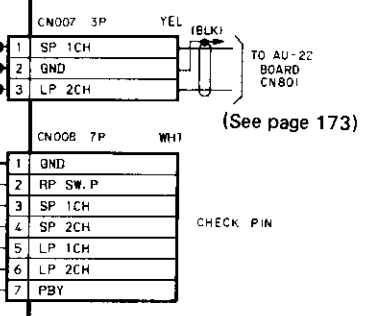 CN007 3P YEL
(BLK)
1 SP 1CH
2 GND
3 LP 2CH
TO AU-22
BOARD
CN801
(See page 173)
CN008 7P WHT
1 GND
2 RP SW.P
3 SP 1CH
4 SP 2CH
5 LP 1CH
6 LP 2CH
7 PBY
CHECK PIN